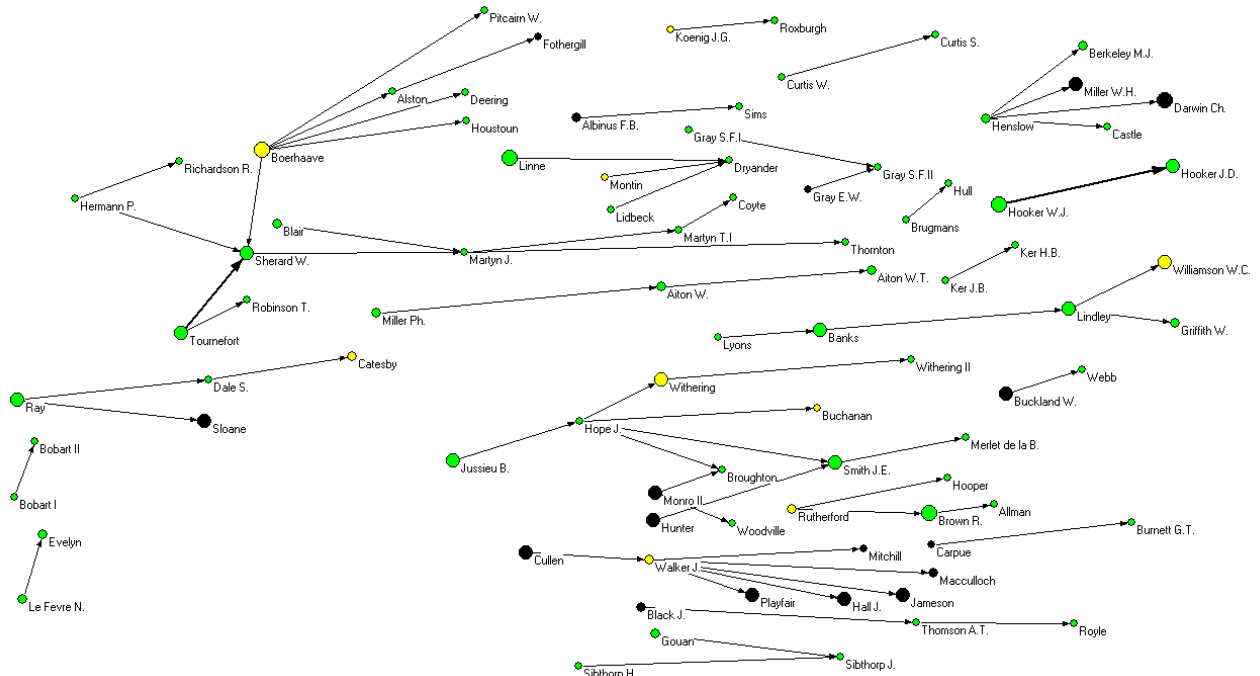 Pitcairn W.
Koenig J.G.
Roxburgh
Fothergill
Curtis S.
Berkeley M.J.
Curtis W.
Miller W.H.
Alston
Deering
Darwin Ch.
Albinus F.B.
Sims
Houstoun
Henslow
Castle
Gray S.F.I
Boerhaave
Richardson R.
Linne
Dryander
Gray S.F.II
Hooker J.D.
Montin
Gray E.W.
Hull
Hermann P.
Lidbeck
Coyte
Brugmans
Hooker W.J.
Blair
Martyn T.I
Sherard W.
Martyn J.
Thornton
Ker H.B.
Williamson W.C.
Aiton W.T.
Ker J.B.
Aiton W.
Robinson T.
Miller Ph.
Lindley
Tournefort
Lyons
Banks
Griffith W.
Catesby
Withering II
Dale S.
Withering
Webb
Ray
Buckland W.
Sloane
Buchanan
Hope J.
Bobart II
Merlet de la B.
Jussieu B.
Smith J.E.
Broughton
Hooper
Bobart I
Monro II
Rutherford
Allman
Hunter
Woodville
Brown R.
Burnett G.T.
Evelyn
Carpue
Cullen
Mitchill
Walker J.
Macculloch
Le Fevre N.
Playfair
Hall J.
Jameson
Black J.
Thomson A.T.
Royle
Gouan
Sibthorp J.
Sibthorp H.